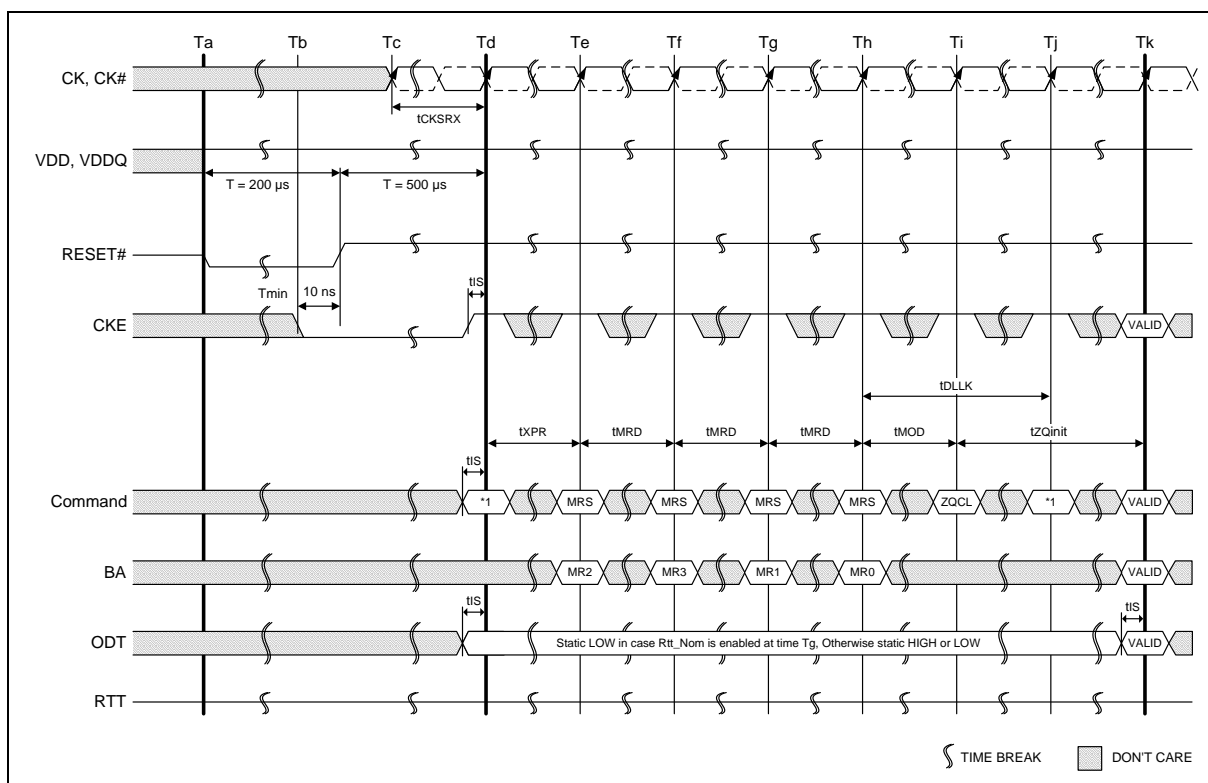 Ta Tb Tc Td Te Tf Tg Th Ti Tj Tk
CK, CK#
tCKSRX
VDD, VDDQ
T = 200 µs T = 500 µs
RESET#
Tmin 10 ns tIS
CKE VALID
tDLLK
tXPR tMRD tMRD tMRD tMOD tZQinit
tIS
Command *1 MRS MRS MRS MRS ZQCL *1 VALID
BA MR2 MR3 MR1 MR0 VALID
tIS tIS
ODT Static LOW in case Rtt_Nom is enabled at time Tg, Otherwise static HIGH or LOW VALID
RTT
TIME BREAK DON'T CARE